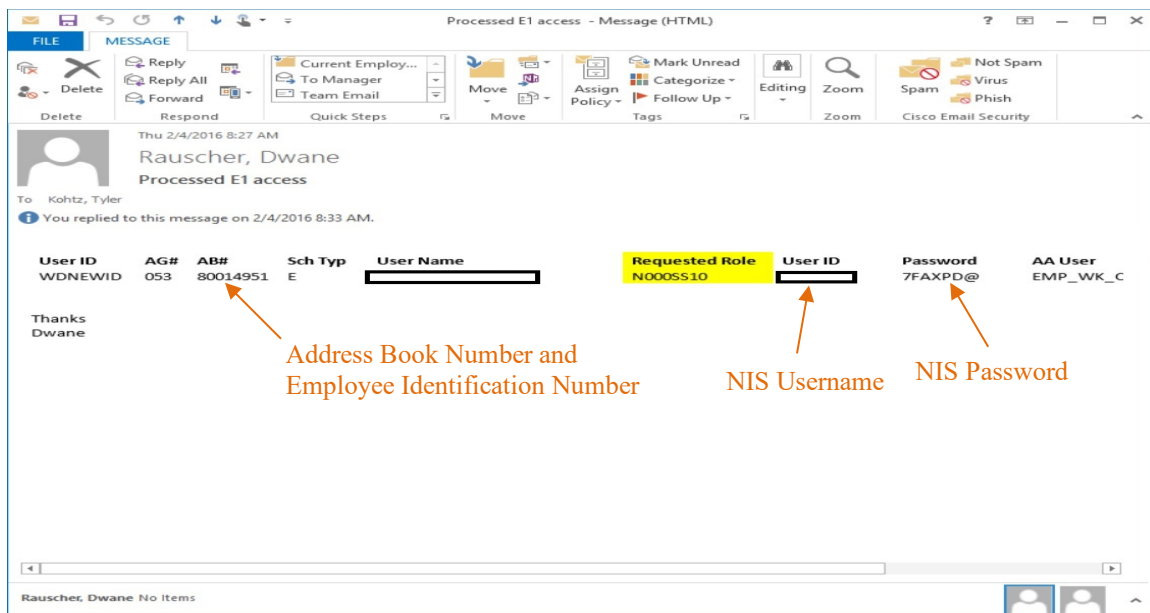 Processed E1 access - Message (HTML)
?
FILE MESSAGE
Delete
Reply
Reply All
Forward
Current Employ...
To Manager
Team Email
Move
Assign Policy
Mark Unread
Categorize
Follow Up
Editing
Zoom
Spam
Not Spam
Virus
Phish
Delete Respond Quick Steps Move Tags Zoom Cisco Email Security
Thu 2/4/2016 8:27 AM
Rauscher, Dwane
Processed E1 access
To Kohtz, Tyler
You replied to this message on 2/4/2016 8:33 AM.
User ID AG# AB# Sch Typ User Name Requested Role User ID Password AA User
WDNEWID 053 80014951 E N000SS10 7FAXPD@ EMP_WK_C
Thanks
Dwane
Address Book Number and
Employee Identification Number
NIS Username
NIS Password
Rauscher, Dwane No Items